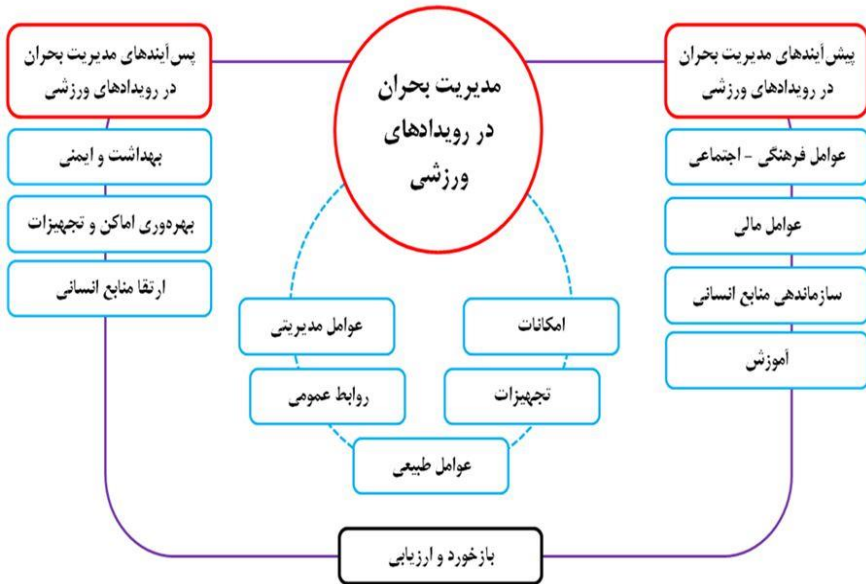 پیش‌آیندهای مدیریت بحران
در رویدادهای ورزشی
عوامل فرهنگی - اجتماعی
عوامل مالی
سازماندهی منابع انسانی
آموزش
مدیریت بحران
در رویدادهای
ورزشی
امکانات
تجهیزات
عوامل طبیعی
روابط عمومی
عوامل مدیریتی
پس‌آیندهای مدیریت بحران
در رویدادهای ورزشی
بهداشت و ایمنی
بهره‌وری اماکن و تجهیزات
ارتقا منابع انسانی
بازخورد و ارزیابی